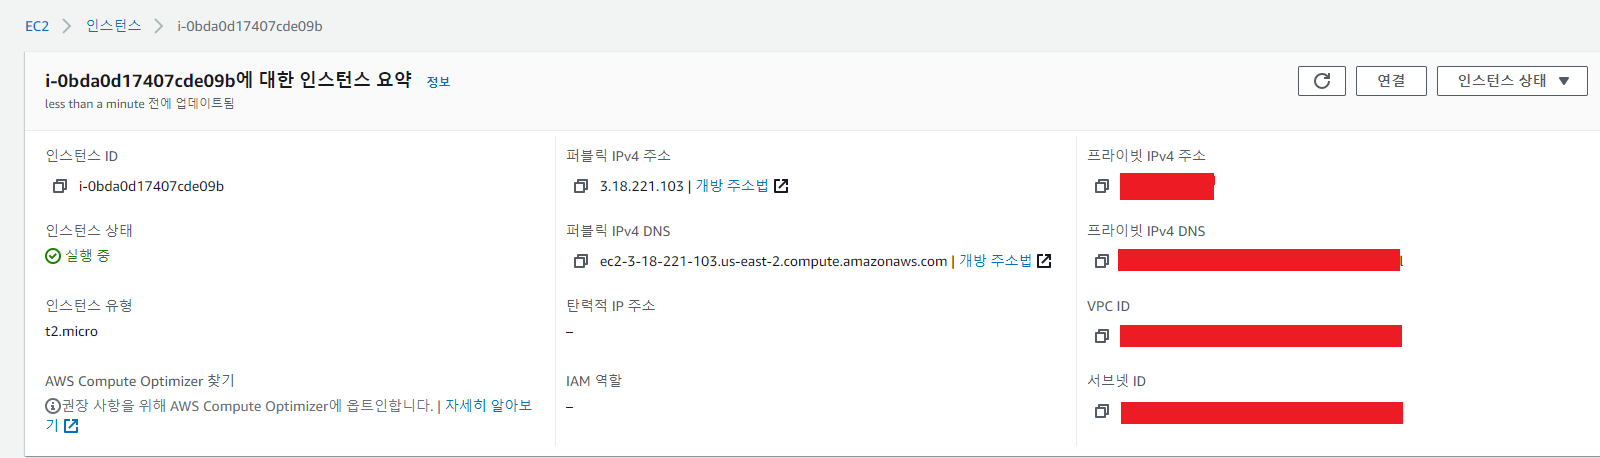 EC2 > 인스턴스 > i-0bda0d17407cde09b
i-0bda0d17407cde09b에 대한 인스턴스 요약 정보
less than a minute 전에 업데이트됨
연결
인스턴스 상태
인스턴스 ID
i-0bda0d17407cde09b
인스턴스 상태
실행 중
인스턴스 유형
t2.micro
AWS Compute Optimizer 찾기
권장 사항을 위해 AWS Compute Optimizer에 옵트인합니다. | 자세히 알아보
기
퍼블릭 IPv4 주소
3.18.221.103 | 개방 주소법
퍼블릭 IPv4 DNS
ec2-3-18-221-103.us-east-2.compute.amazonaws.com | 개방 주소법
탄력적 IP 주소
–
IAM 역할
–
프라이빗 IPv4 주소
프라이빗 IPv4 DNS
VPC ID
서브넷 ID